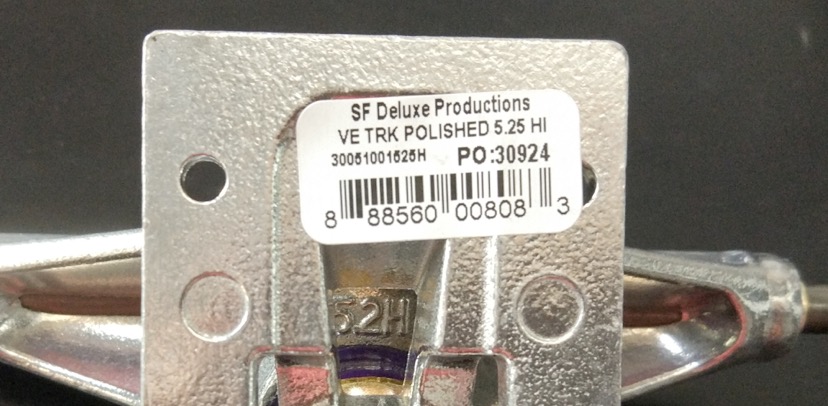 SF Deluxe Productions
VE TRK POLISHED 5.25 HI
30051001525H PO:30924
8 88560 00808 3
52H